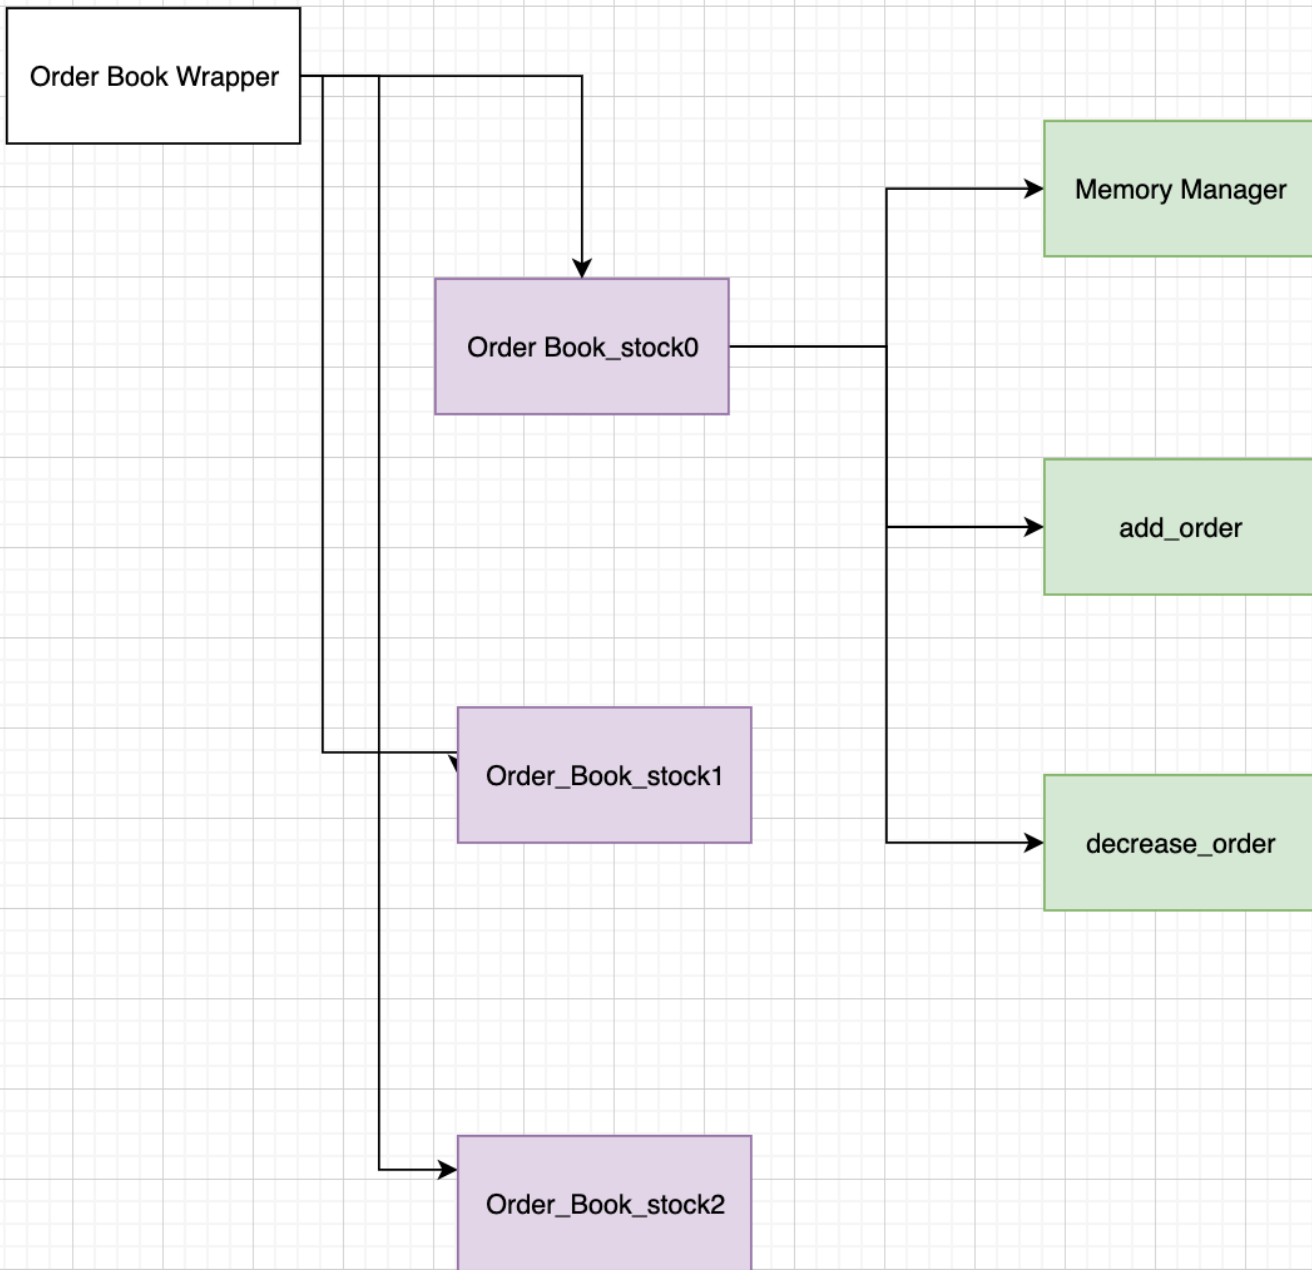 Order Book Wrapper
Memory Manager
Order Book_stock0
add_order
Order_Book_stock1
decrease_order
Order_Book_stock2